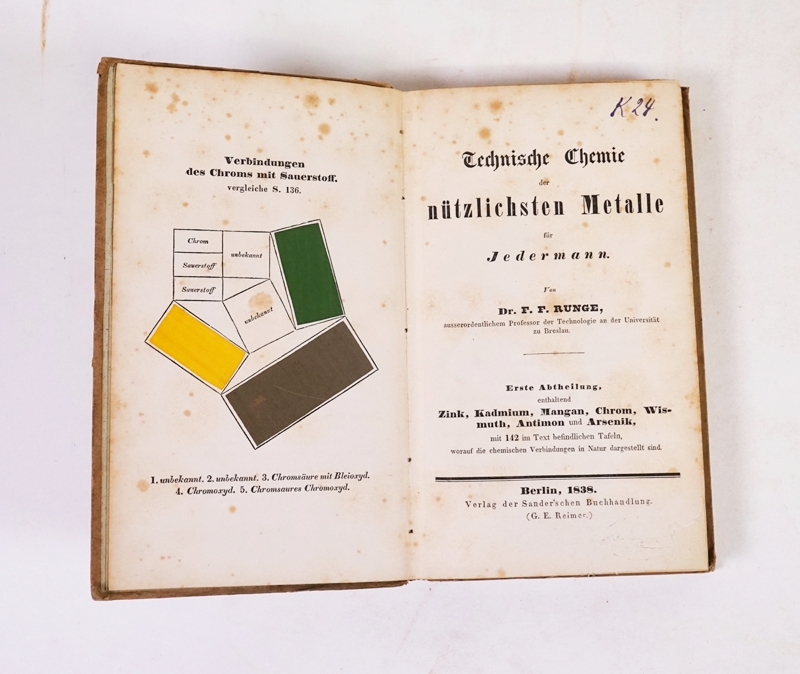 Verbindungen
des Chroms mit Sauerstoff.
vergleiche S. 136.
Chrom
unbekannt
Sauerstoff
Sauerstoff
unbekannt
1. unbekannt. 2. unbekannt. 3. Chromsäure mit Bleioxyd.
4. Chromoxyd. 5. Chromsaures Chromoxyd.
K 24.
Technische Chemie
der
nützlichsten Metalle
für
Jedermann.
Von
Dr. F. F. RUNGE,
ausserordentlichem Professor der Technologie an der Universität
zu Breslau.
Erste Abtheilung,
enthaltend
Zink, Kadmium, Mangan, Chrom, Wis-
muth, Antimon und Arsenik,
mit 142 im Text befindlichen Tafeln,
worauf die chemischen Verbindungen in Natur dargestellt sind.
Berlin, 1838.
Verlag der Sander'schen Buchhandlung.
(G. E. Reimer.)